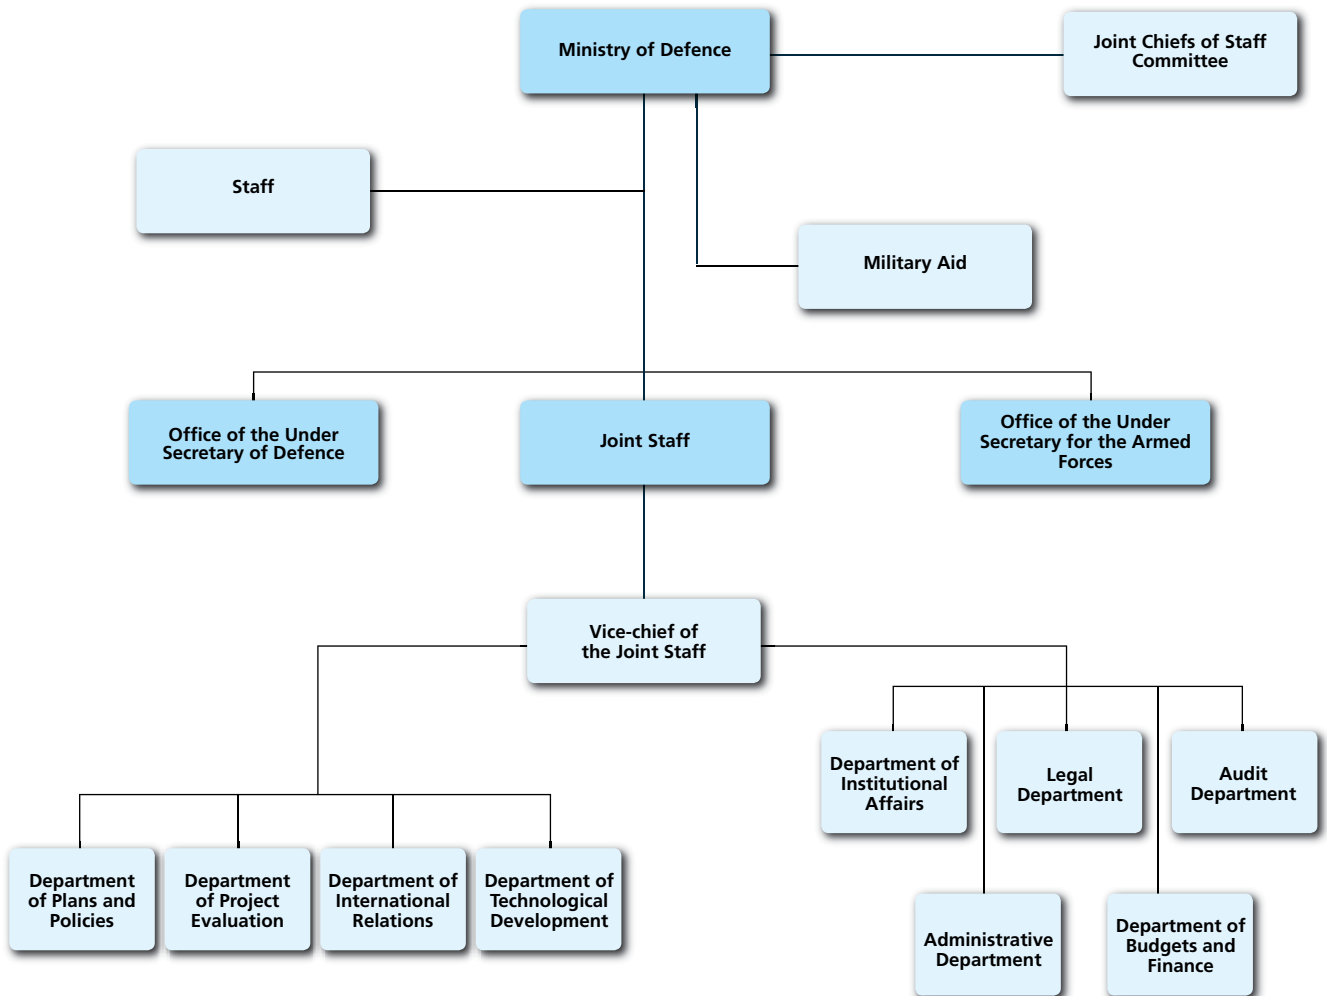 Ministry of Defence
Joint Chiefs of Staff
Committee
Staff
Military Aid
Office of the Under
Secretary of Defence
Joint Staff
Office of the Under
Secretary for the Armed
Forces
Vice-chief of
the Joint Staff
Department of
Institutional
Affairs
Legal
Department
Audit
Department
Department
of Plans and
Policies
Department
of Project
Evaluation
Department of
International
Relations
Department of
Technological
Development
Administrative
Department
Department of
Budgets and
Finance